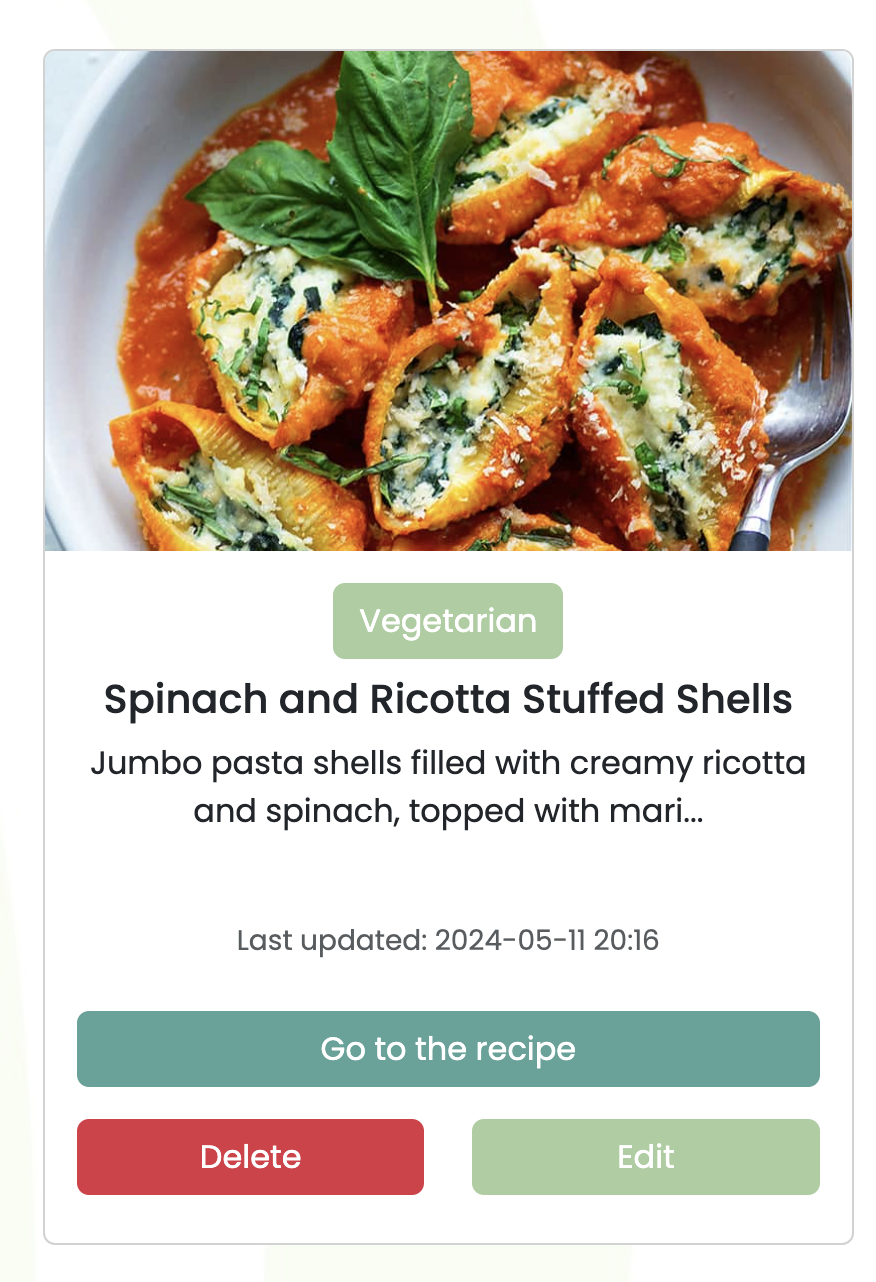 Vegetarian
Spinach and Ricotta Stuffed Shells
Jumbo pasta shells filled with creamy ricotta
and spinach, topped with mari...
Last updated: 2024-05-11 20:16
Go to the recipe
Delete
Edit